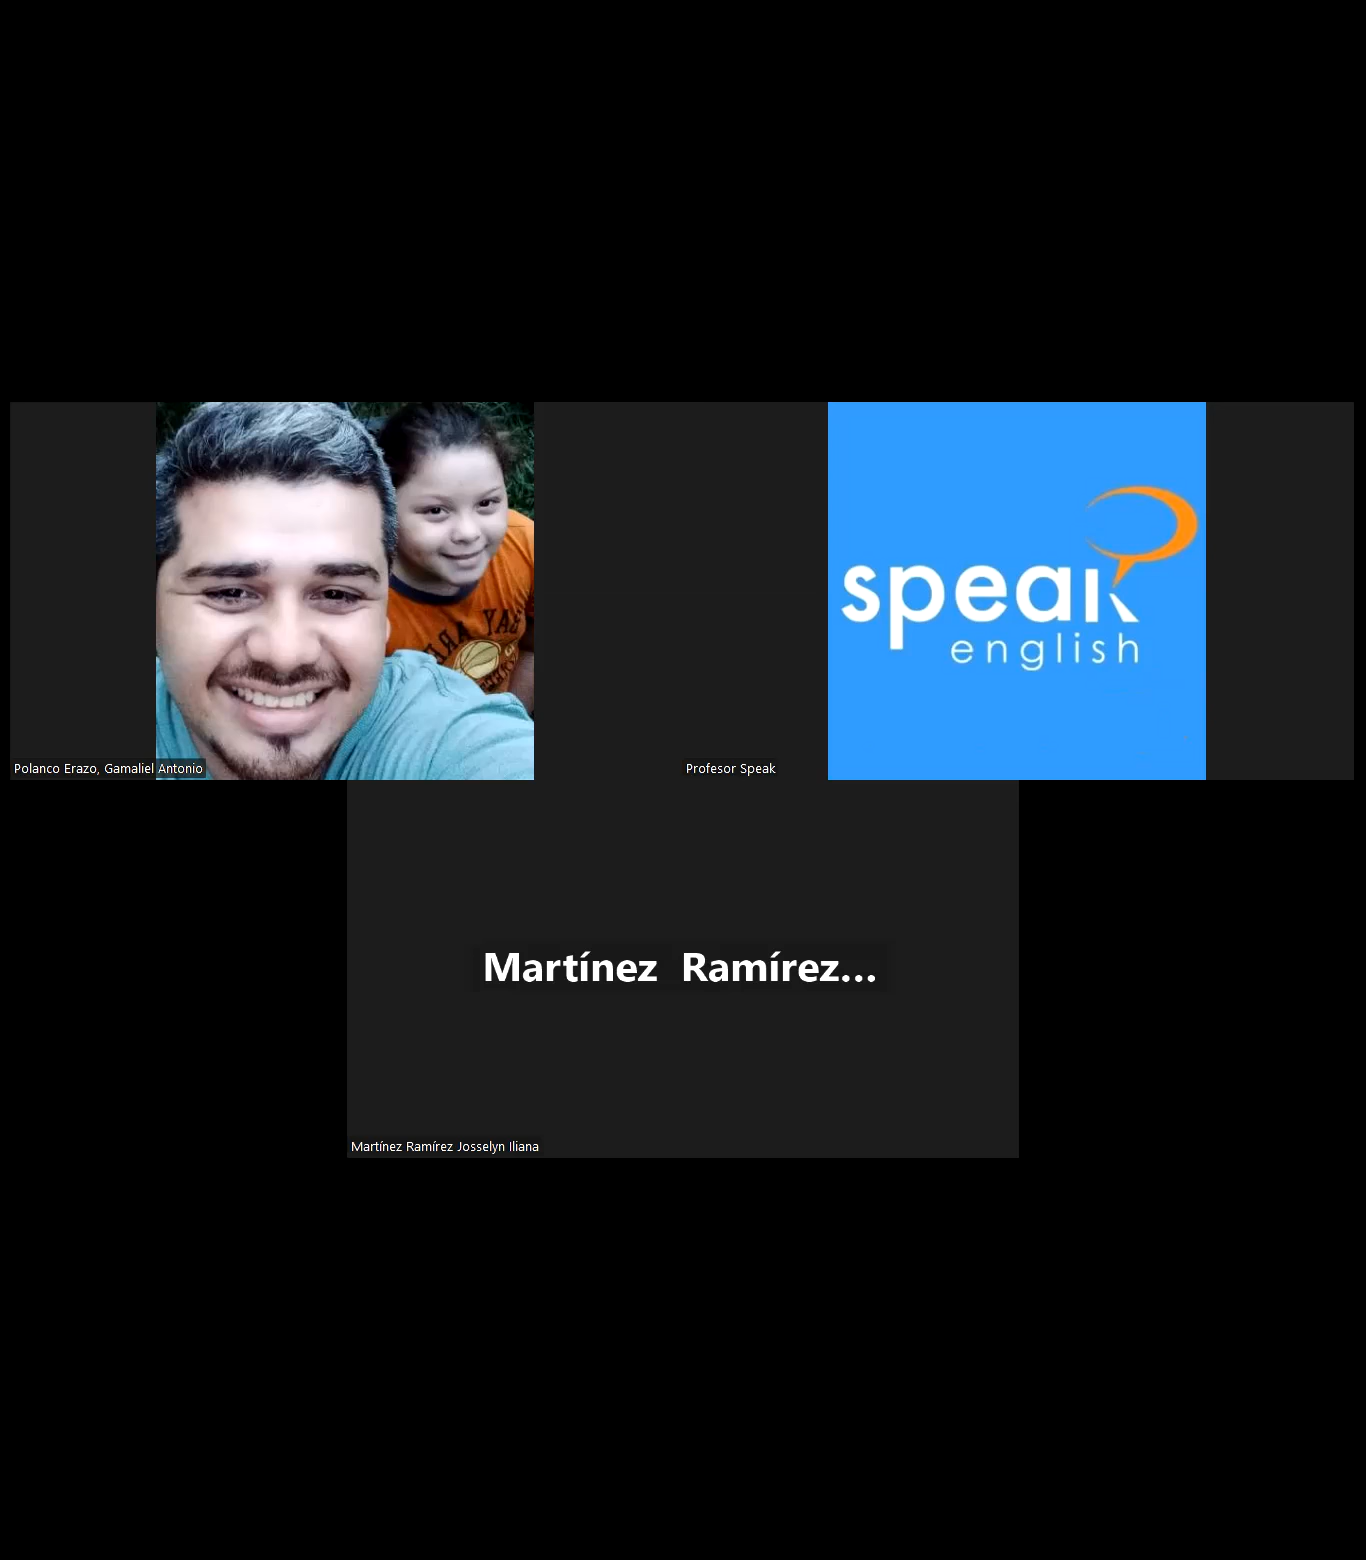 speak
english
Polanco Erazo, Gamaliel Antonio
Profesor Speak
Martínez Ramírez...
Martínez Ramírez Josselyn Iliana